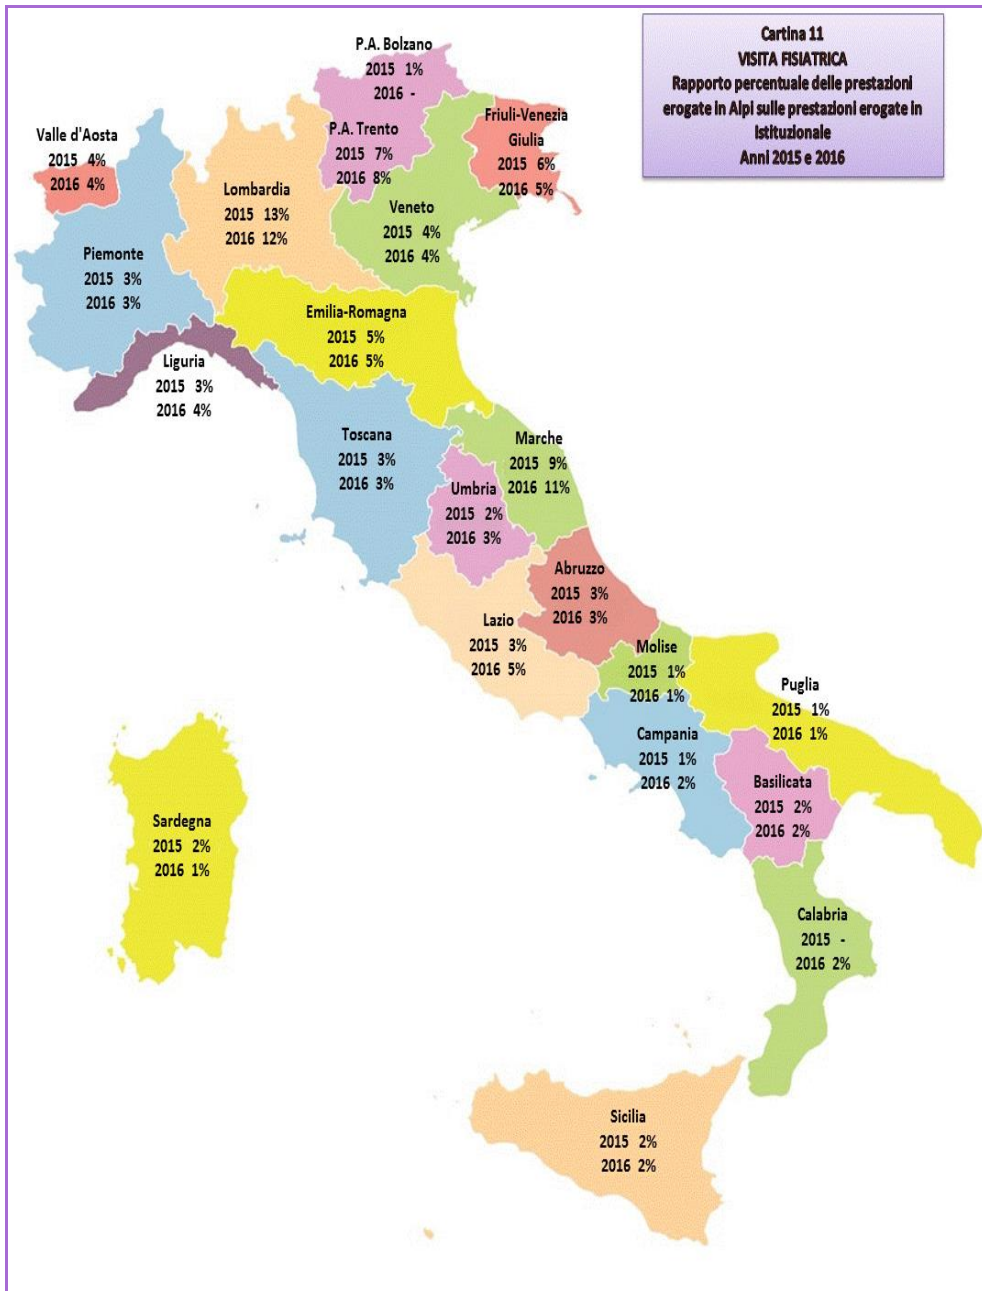 Cartina 11
VISITA FISIATRICA
Rapporto percentuale delle prestazioni
erogate in Alpi sulle prestazioni erogate in
Istituzionale
Anni 2015 e 2016
P.A. Bolzano
2015 1%
2016 -
P.A. Trento
2015 7%
2016 8%
Friuli-Venezia
Giulia
2015 6%
2016 5%
Valle d'Aosta
2015 4%
2016 4%
Lombardia
2015 13%
2016 12%
Veneto
2015 4%
2016 4%
Piemonte
2015 3%
2016 3%
Emilia-Romagna
2015 5%
2016 5%
Liguria
2015 3%
2016 4%
Toscana
2015 3%
2016 3%
Marche
2015 9%
2016 11%
Umbria
2015 2%
2016 3%
Abruzzo
2015 3%
2016 3%
Lazio
2015 3%
2016 5%
Molise
2015 1%
2016 1%
Puglia
2015 1%
2016 1%
Campania
2015 1%
2016 2%
Basilicata
2015 2%
2016 2%
Sardegna
2015 2%
2016 1%
Calabria
2015 -
2016 2%
Sicilia
2015 2%
2016 2%